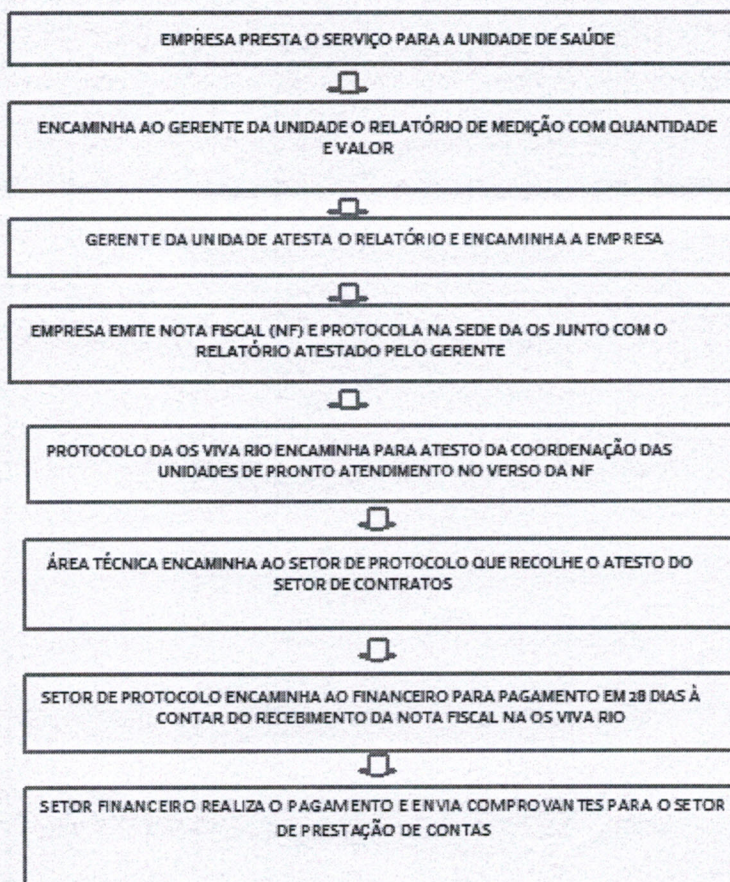 EMPRESA PRESTA O SERVIÇO PARA A UNIDADE DE SAÚDE
ENCAMINHA AO GERENTE DA UNIDADE O RELATÓRIO DE MEDIÇÃO COM QUANTIDADE
E VALOR
GERENTE DA UNIDADE ATESTA O RELATÓRIO E ENCAMINHA A EMPRESA
EMPRESA EMITE NOTA FISCAL (NF) E PROTOCOLA NA SEDE DA OS JUNTO COM O
RELATÓRIO ATESTADO PELO GERENTE
PROTOCOLO DA OS VIVA RIO ENCAMINHA PARA ATESTO DA COORDENAÇÃO DAS
UNIDADES DE PRONTO ATENDIMENTO NO VERSO DA NF
ÁREA TÉCNICA ENCAMINHA AO SETOR DE PROTOCOLO QUE RECOLHE O ATESTO DO
SETOR DE CONTRATOS
SETOR DE PROTOCOLO ENCAMINHA AO FINANCEIRO PARA PAGAMENTO EM 28 DIAS À
CONTAR DO RECEBIMENTO DA NOTA FISCAL NA OS VIVA RIO
SETOR FINANCEIRO REALIZA O PAGAMENTO E ENVIA COMPROVANTES PARA O SETOR
DE PRESTAÇÃO DE CONTAS